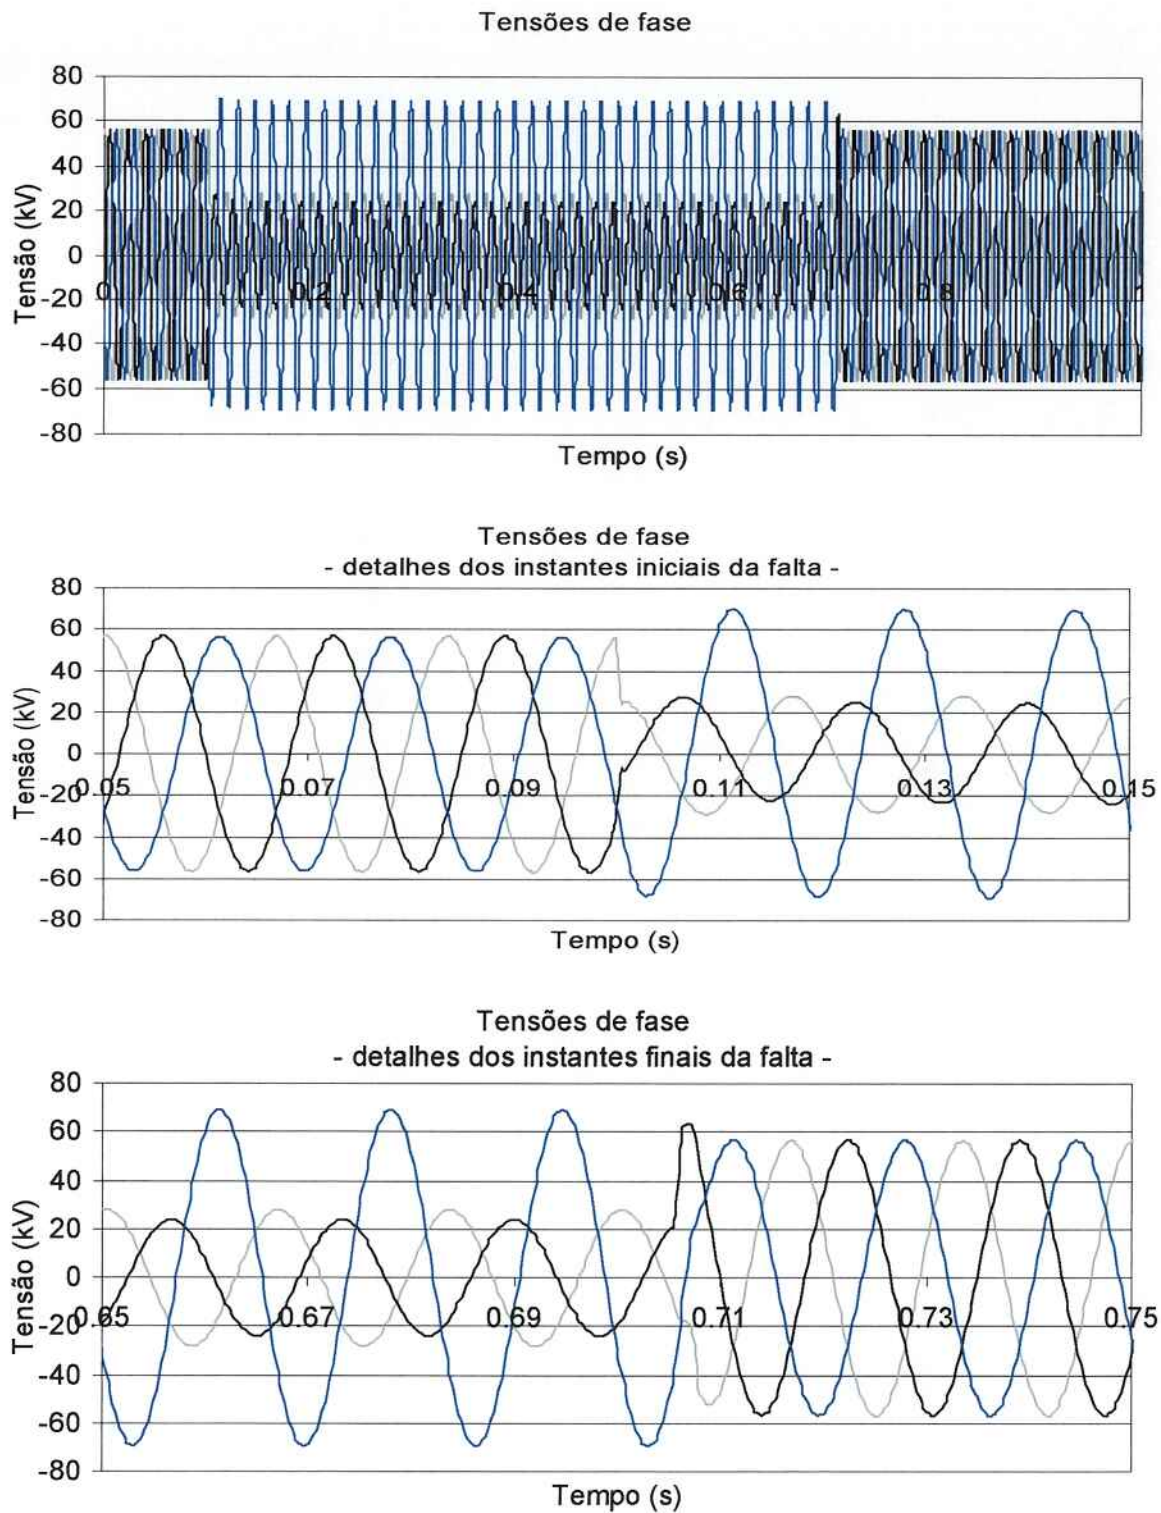 Tensões de fase
80
60
40
20
0
-20
-40
-60
-80
Tensão (kV)
0 0.2 0.4 0.6 0.8 1
Tempo (s)
Tensões de fase
- detalhes dos instantes iniciais da falta -
80
60
40
20
0
-20
-40
-60
-80
Tensão (kV)
0.05 0.07 0.09 0.11 0.13 0.15
Tempo (s)
Tensões de fase
- detalhes dos instantes finais da falta -
80
60
40
20
0
-20
-40
-60
-80
Tensão (kV)
0.65 0.67 0.69 0.71 0.73 0.75
Tempo (s)